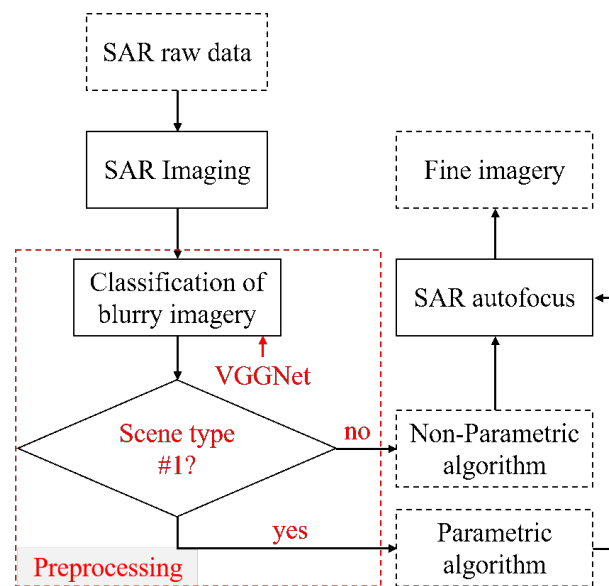 SAR raw data
SAR Imaging
Classification of
blurry imagery
VGGNet
Scene type
#1?
no
yes
Preprocessing
Fine imagery
SAR autofocus
Non-Parametric
algorithm
Parametric
algorithm